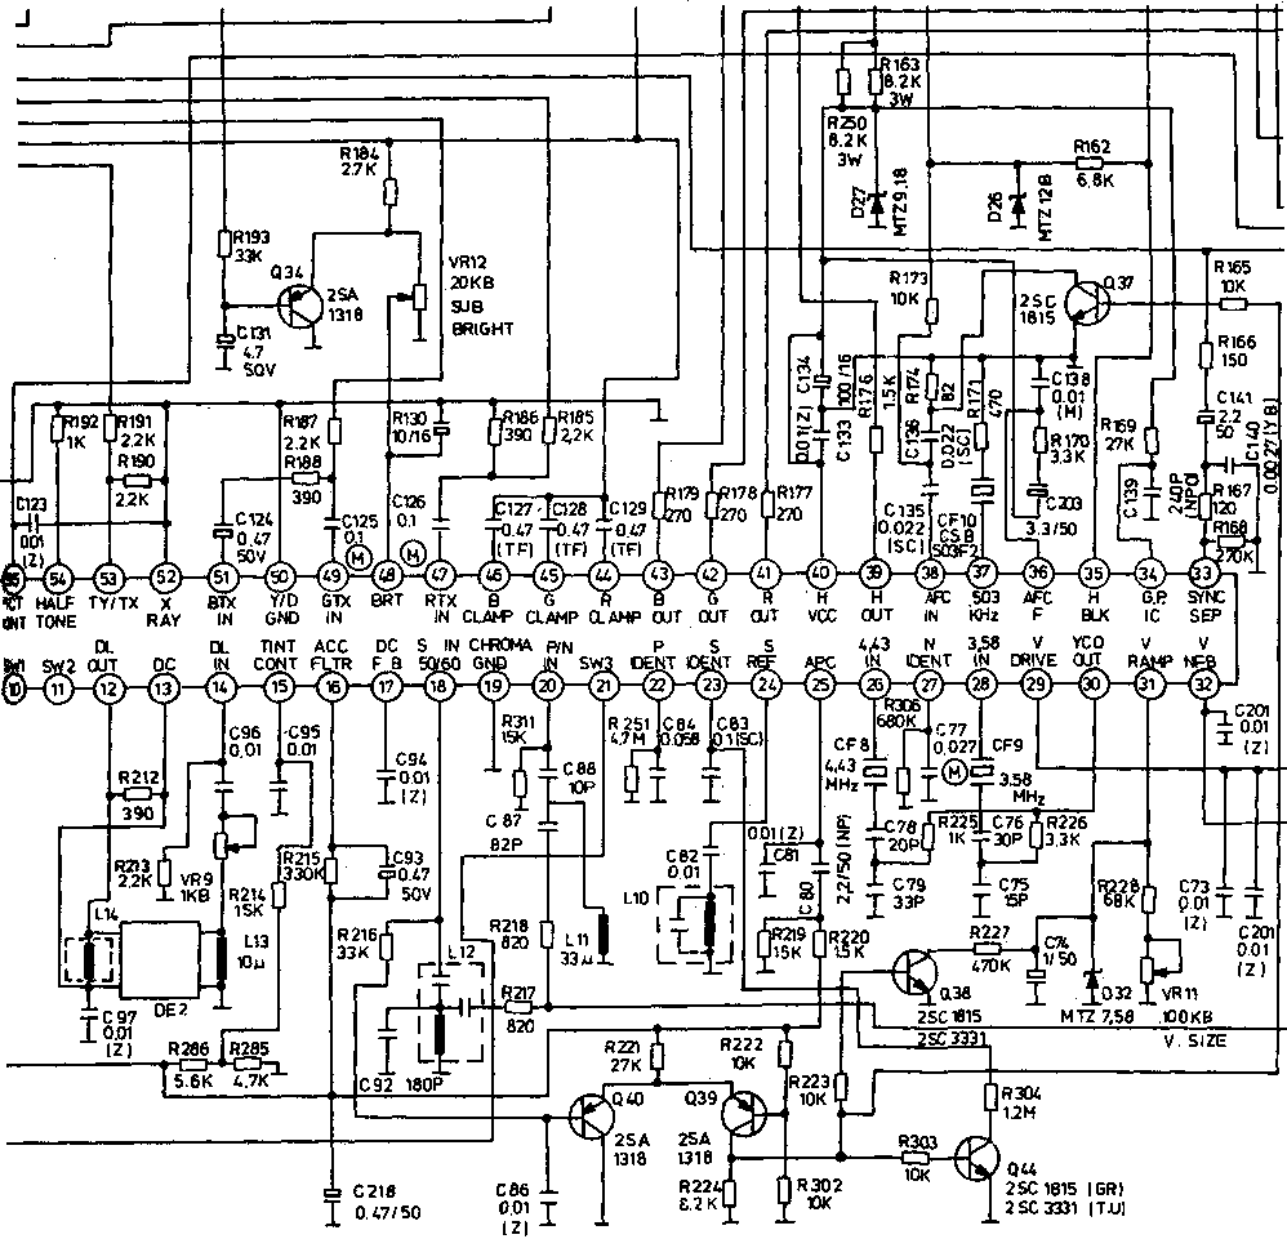 R163
8.2K
3W
R250
8.2K
3W
R184
2.7K
R162
6.8K
D27
MTZ 9.18
D26
MTZ 12B
R193
33K
Q34
2SA
1318
VR12
20KB
SUB
BRIGHT
C131
4.7
50V
R173
10K
2SC
1815
Q37
R165
10K
R166
150
C134
100/16
R176
1.5K
R174
82
R171
470
C138
0.01
(M)
C141
2.2
50
R192
1K
R191
2.2K
R187
2.2K
R130
10/16
R186
390
R185
2.2K
0.01(Z)
C133
C136
0.022
(SC)
R170
3.3K
R159
27K
C140
0.0027(YB)
R190
2.2K
R188
390
C123
001
(Z)
C124
0.47
50V
C125
0.1
M
C126
0.1
M
C127
0.47
(TF)
C128
0.47
(TF)
C129
0.47
(TF)
R179
270
R178
270
R177
270
C135
0.022
(SC)
CF10
CSB
503F2
C203
3.3/50
C139
240P
(NPO)
R167
120
R168
270K
54 53 52 51 50 49 48 47 46 45 44 43 42 41 40 39 38 37 36 35 34 33
HALF
TONE
TY/TX
X
RAY
BTX
IN
Y/D
GND
GTX
IN
BRT
RTX
IN
B
CLAMP
G
CLAMP
R
CLAMP
B
OUT
G
OUT
R
OUT
H
VCC
H
OUT
AFC
IN
503
KHz
AFC
F
H
BLK
G.P.
IC
SYNC
SEP
SW1
SW2
DL
OUT
DC
DL
IN
TINT
CONT
ACC
FLTR
DC
F B
S IN
50/60
CHROMA
GND
P/N
IN
SW3
P
IDENT
S
IDENT
S
REF
APC
4,43
IN
N
IDENT
3,58
IN
V
DRIVE
YCO
OUT
V
RAMP
V
NFB
10 11 12 13 14 15 16 17 18 19 20 21 22 23 24 25 26 27 28 29 30 31 32
C96
0.01
C95
0.01
R212
390
C94
0.01
(Z)
R311
15K
C88
10P
R251
4.7M
C84
0.068
C83
0.1(SC)
R306
680K
CF8
4,43
MHz
C77
0.027
M
CF9
3,58
MHz
C201
0.01
(Z)
R213
2.2K
VR9
1KB
R214
15K
R215
330K
C93
0.47
50V
C87
82P
C82
0.01
0.01(Z)
C81
C80
2.2/50(NP)
C78
20P
R225
1K
C76
30P
R226
3.3K
C79
33P
C75
15P
R228
68K
C73
0.01
(Z)
C201
0.01
(Z)
L14
DE2
L13
10μ
R216
33K
L12
R218
820
L11
33μ
L10
R219
15K
R220
1.5K
R227
470K
C74
1/50
C97
0.01
(Z)
R217
820
Q38
2SC 1815
2SC 3331
D32
MTZ 7,58
VR11
100KB
V. SIZE
R286
5.6K
R285
4.7K
C92
180P
R221
27K
R222
10K
R223
10K
R304
1.2M
Q40
2SA
1318
Q39
2SA
1318
R303
10K
Q44
2SC 1815 (GR)
2SC 3331 (T.U)
C218
0.47/50
C86
0.01
(Z)
R224
8.2K
R302
10K